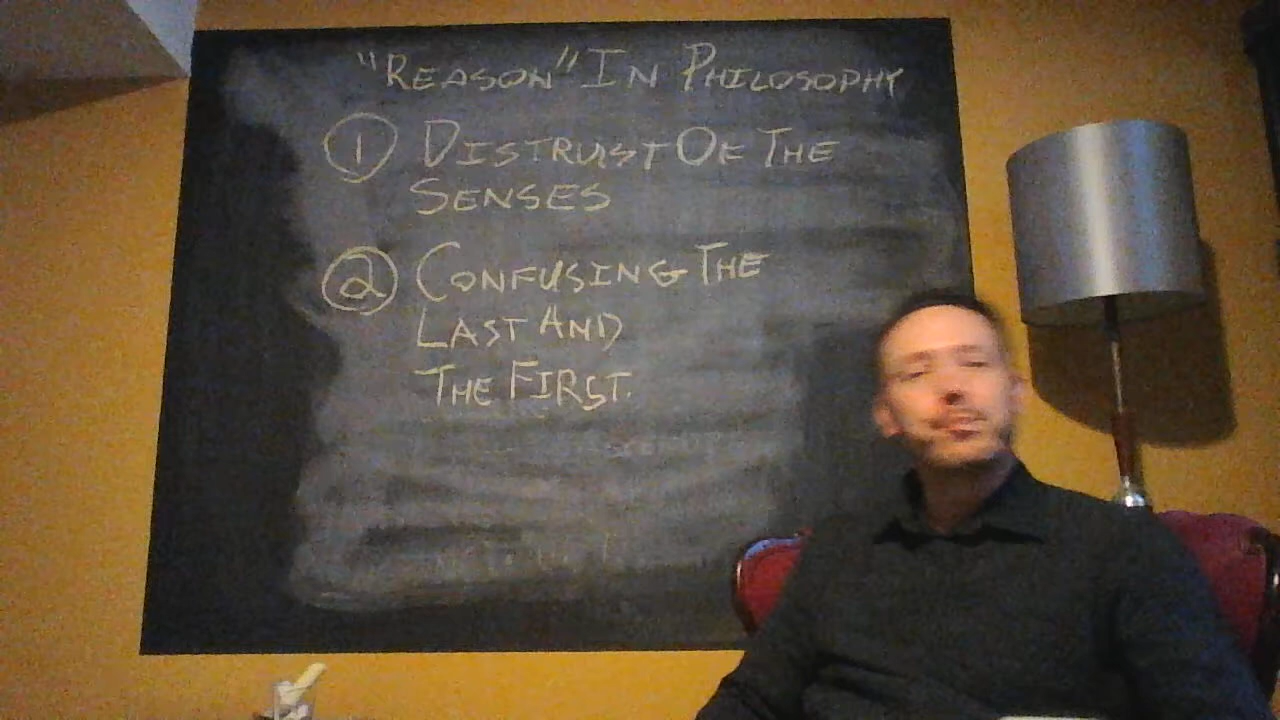 "REASON" IN PHILOSOPHY
1 DISTRUST OF THE
SENSES
2 CONFUSING THE
LAST AND
THE FIRST.